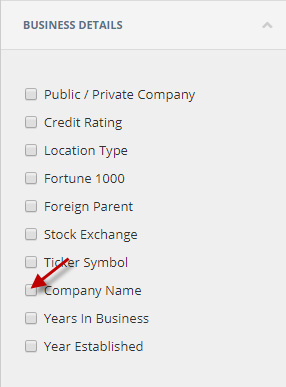 BUSINESS DETAILS
Public / Private Company
Credit Rating
Location Type
Fortune 1000
Foreign Parent
Stock Exchange
Ticker Symbol
Company Name
Years In Business
Year Established